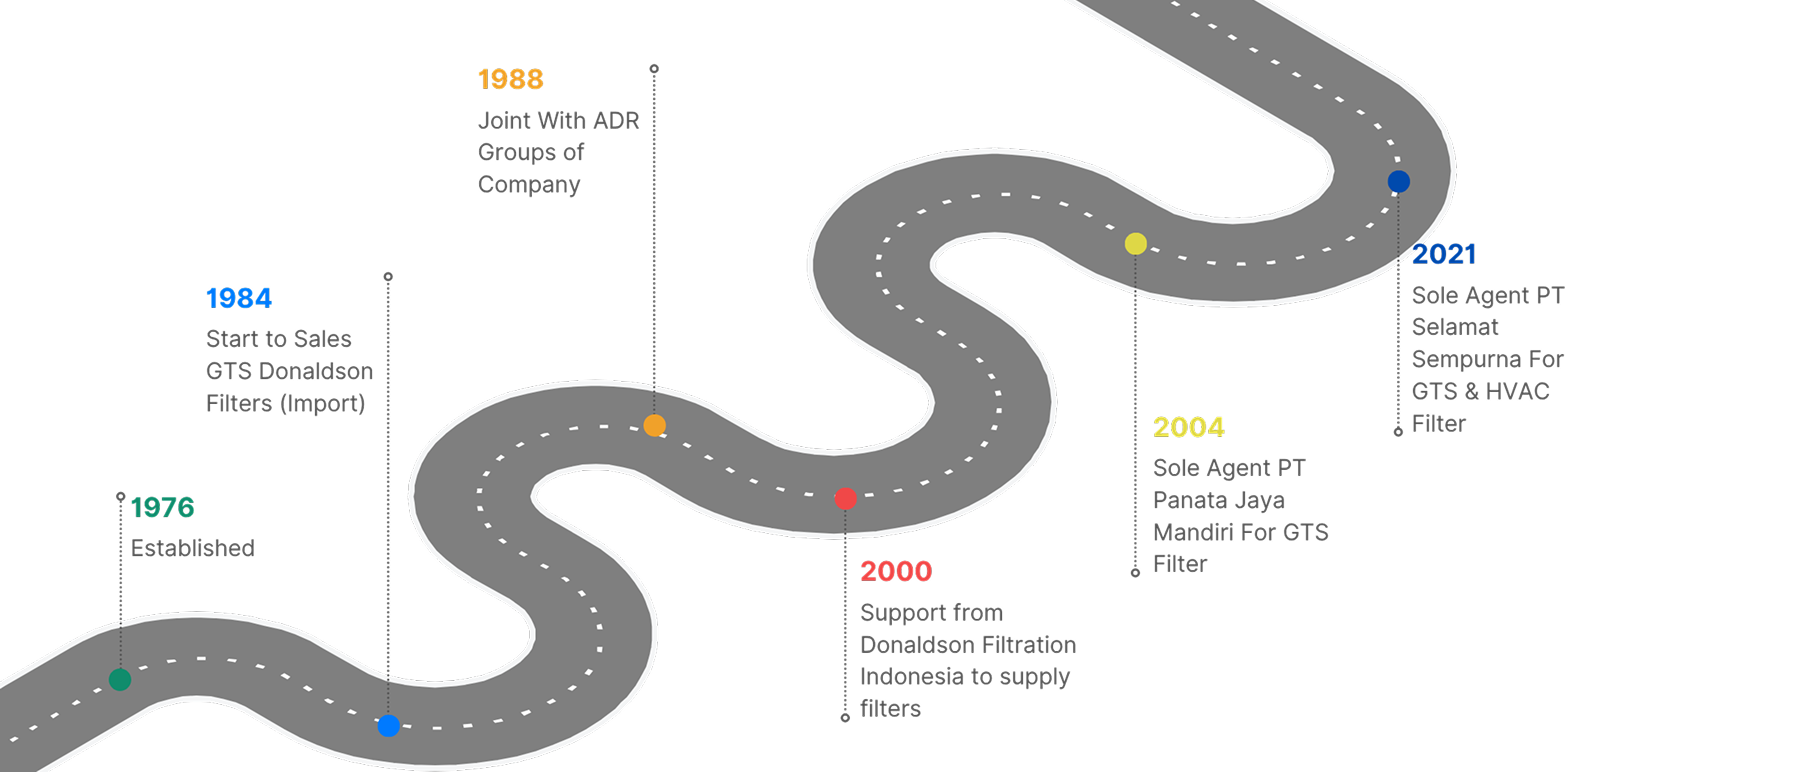 1976
Established
1984
Start to Sales
GTS Donaldson
Filters (Import)
1988
Joint With ADR
Groups of
Company
2000
Support from
Donaldson Filtration
Indonesia to supply
filters
2004
Sole Agent PT
Panata Jaya
Mandiri For GTS
Filter
2021
Sole Agent PT
Selamat
Sempurna For
GTS & HVAC
Filter